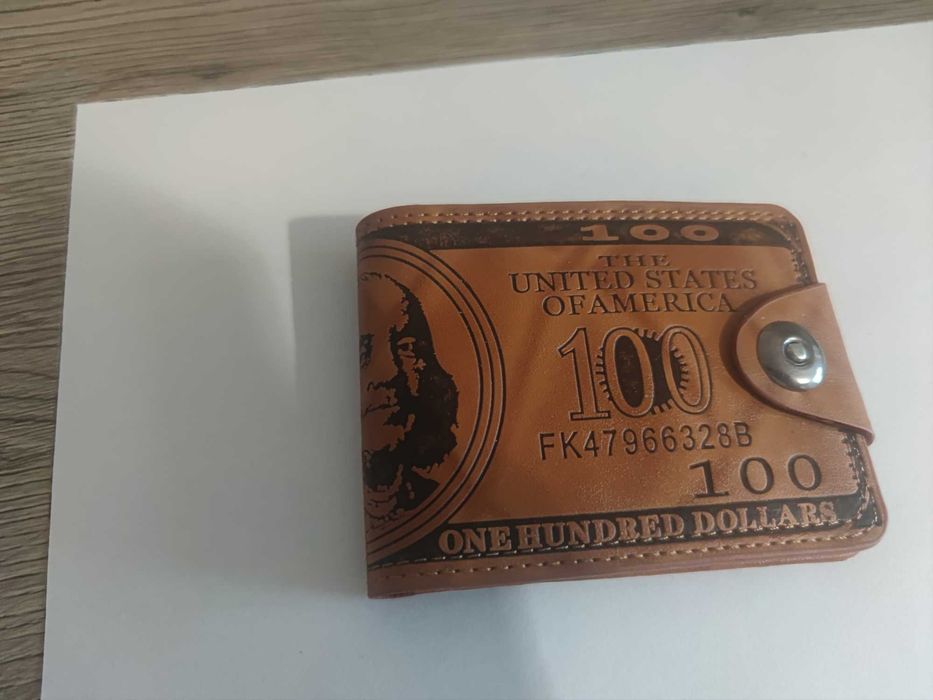 100
THE
UNITED STATES
OFAMERICA
100
FK47966328B
100
ONE HUNDRED DOLLARS